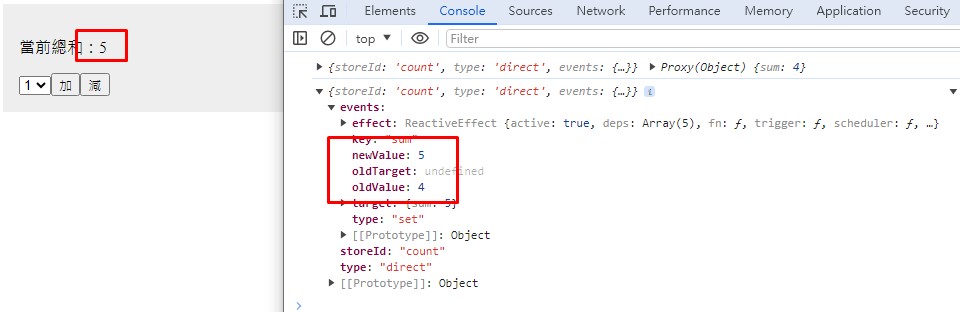 當前總和：5
1 加 減
Elements Console Sources Network Performance Memory Application Security
top Filter
▶ {storeId: 'count', type: 'direct', events: {…}} ▶ Proxy(Object) {sum: 4}
▼ {storeId: 'count', type: 'direct', events: {…}} i
▼ events:
▶ effect: ReactiveEffect {active: true, deps: Array(5), fn: ƒ, trigger: ƒ, scheduler: ƒ, …}
key: "sum"
newValue: 5
oldTarget: undefined
oldValue: 4
▶ target: {sum: 5}
type: "set"
▶ [[Prototype]]: Object
storeId: "count"
type: "direct"
▶ [[Prototype]]: Object